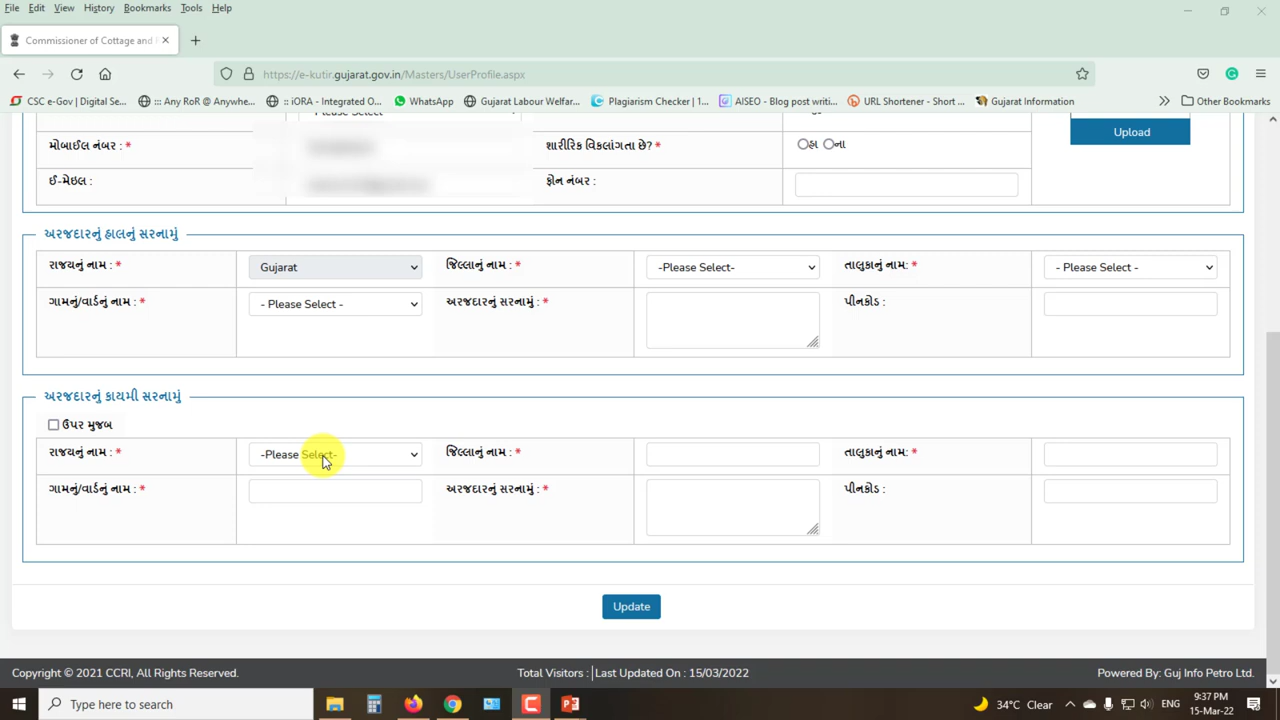 File Edit View History Bookmarks Tools Help
Commissioner of Cottage and
https://e-kutir.gujarat.gov.in/Masters/UserProfile.aspx
CSC e-Gov | Digital Se... ::: Any RoR @ Anywhe... :: iORA - Integrated O... WhatsApp Gujarat Labour Welfar... Plagiarism Checker | 1... AISEO - Blog post writi... URL Shortener - Short ... Gujarat Information Other Bookmarks
મોબાઈલ નંબર : * શારીરિક વિકલાંગતા છે? * હા ના Upload
ઈ-મેઇલ : ફોન નંબર :
અરજદારનું હાલનું સરનામું
રાજ્યનું નામ : * Gujarat જિલ્લાનું નામ : * -Please Select- તાલુકાનું નામ: * - Please Select -
ગામનું/વાર્ડનું નામ : * - Please Select - અરજદારનું સરનામું : * પીનકોડ :
અરજદારનું કાયમી સરનામું
ઉપર મુજબ
રાજ્યનું નામ : * -Please Select- જિલ્લાનું નામ : * તાલુકાનું નામ: *
ગામનું/વાર્ડનું નામ : * અરજદારનું સરનામું : * પીનકોડ :
Update
Copyright © 2021 CCRI, All Rights Reserved. Total Visitors : Last Updated On : 15/03/2022 Powered By: Guj Info Petro Ltd.
Type here to search 34°C Clear ENG 9:37 PM
15-Mar-22